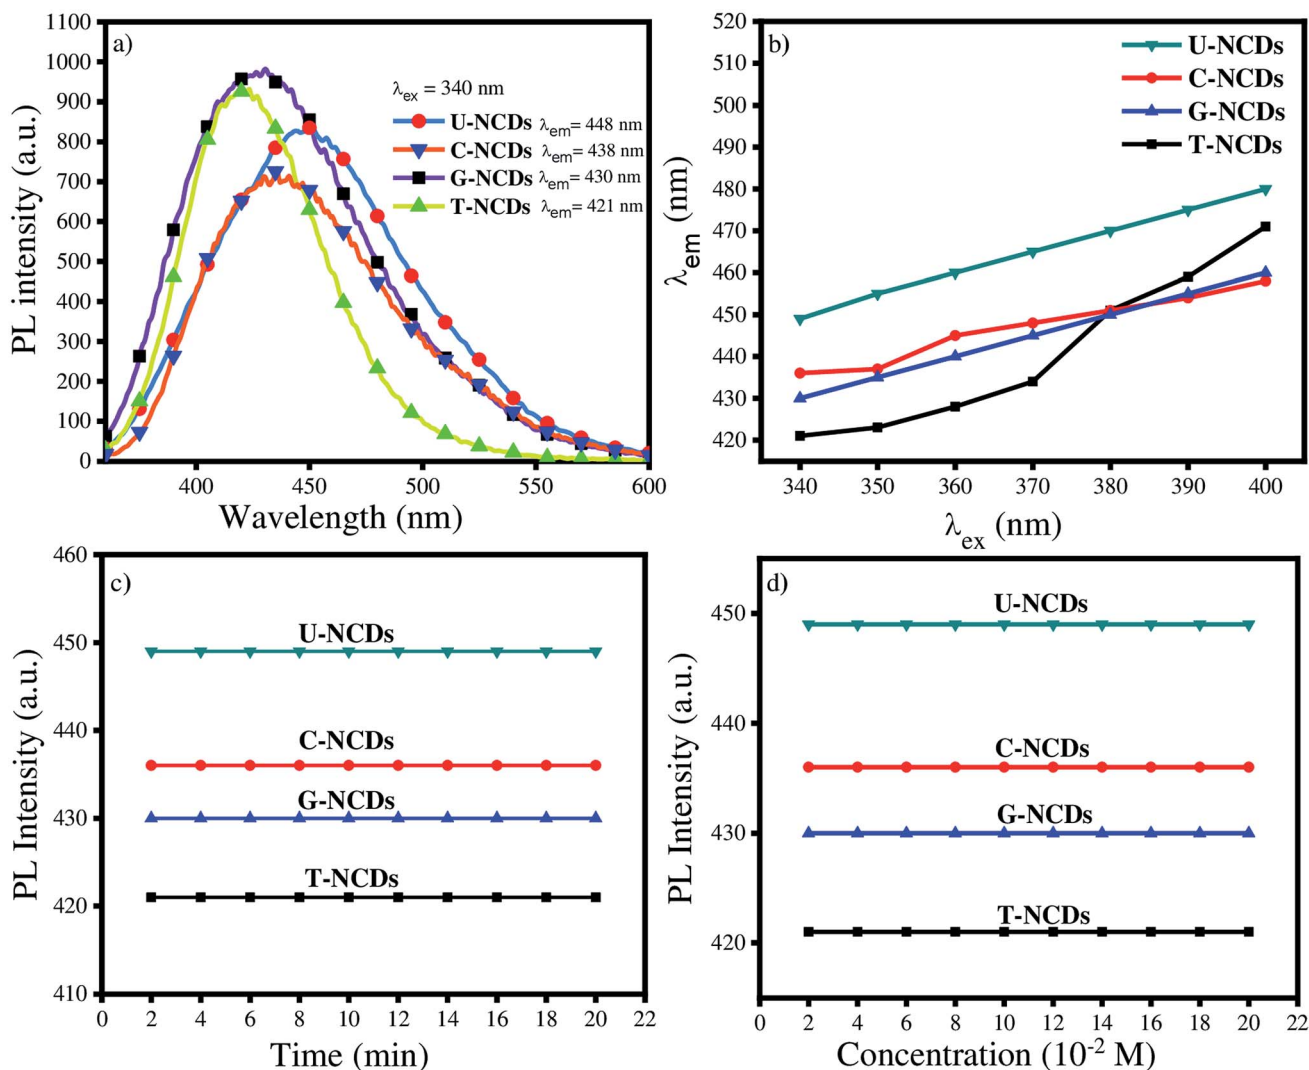 a)
PL intensity (a.u.)
1100
1000
900
800
700
600
500
400
300
200
100
0
λex = 340 nm
U-NCDs λem= 448 nm
C-NCDs λem= 438 nm
G-NCDs λem= 430 nm
T-NCDs λem= 421 nm
400 450 500 550 600
Wavelength (nm)
b)
λem (nm)
520
510
500
490
480
470
460
450
440
430
420
U-NCDs
C-NCDs
G-NCDs
T-NCDs
340 350 360 370 380 390 400
λex (nm)
c)
PL Intensity (a.u.)
460
450
440
430
420
410
U-NCDs
C-NCDs
G-NCDs
T-NCDs
0 2 4 6 8 10 12 14 16 18 20 22
Time (min)
d)
PL Intensity (a.u.)
450
440
430
420
U-NCDs
C-NCDs
G-NCDs
T-NCDs
0 2 4 6 8 10 12 14 16 18 20 22
Concentration (10-2 M)